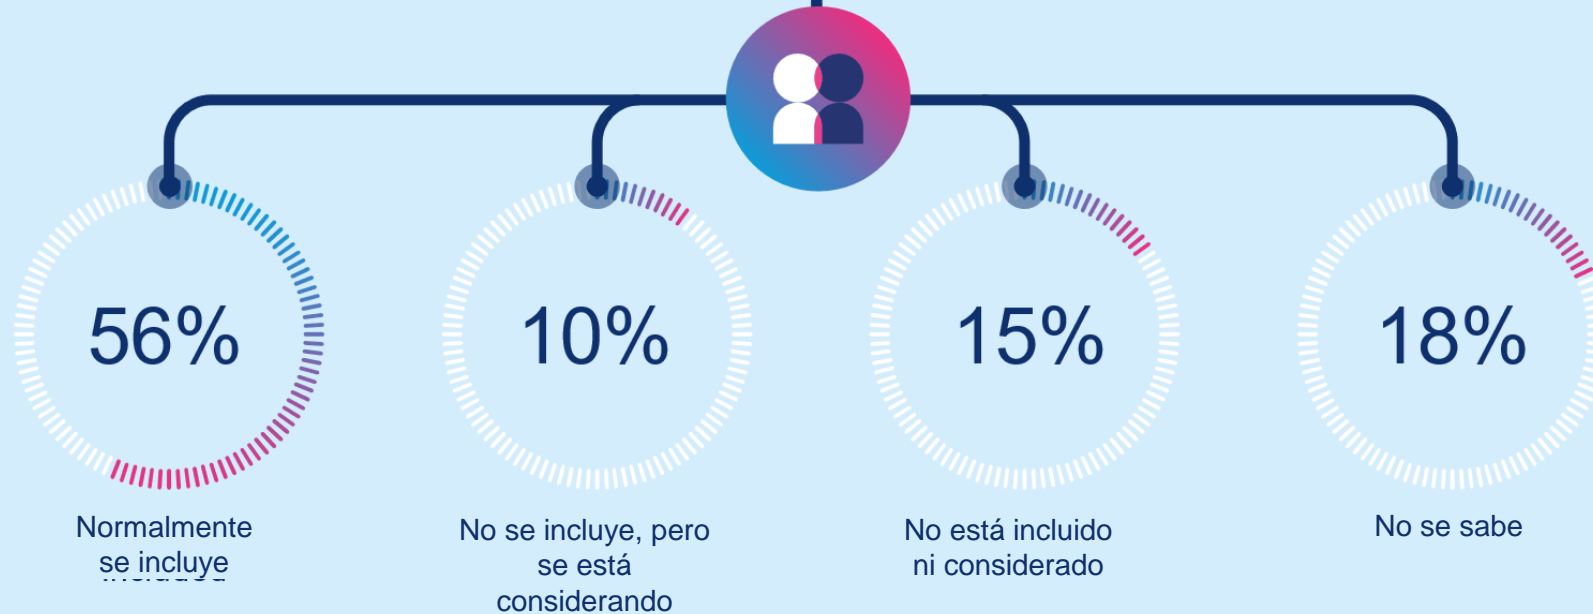 56%
10%
15%
18%
Normalmente
se incluye
No se incluye, pero
se está
considerando
No está incluido
ni considerado
No se sabe